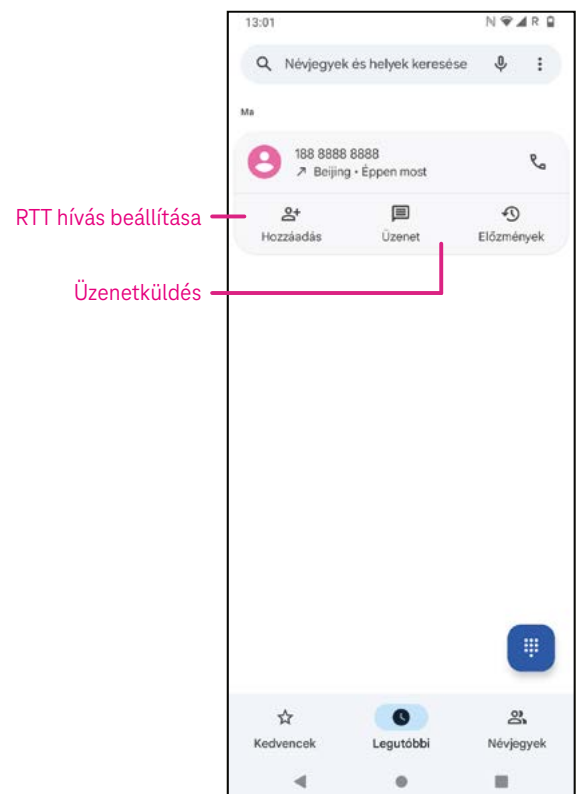 13:01 N R
Névjegyek és helyek keresése
Ma
188 8888 8888
Beijing • Éppen most
RTT hívás beállítása
Hozzáadás Üzenet Előzmények
Üzenetküldés
Kedvencek Legutóbbi Névjegyek